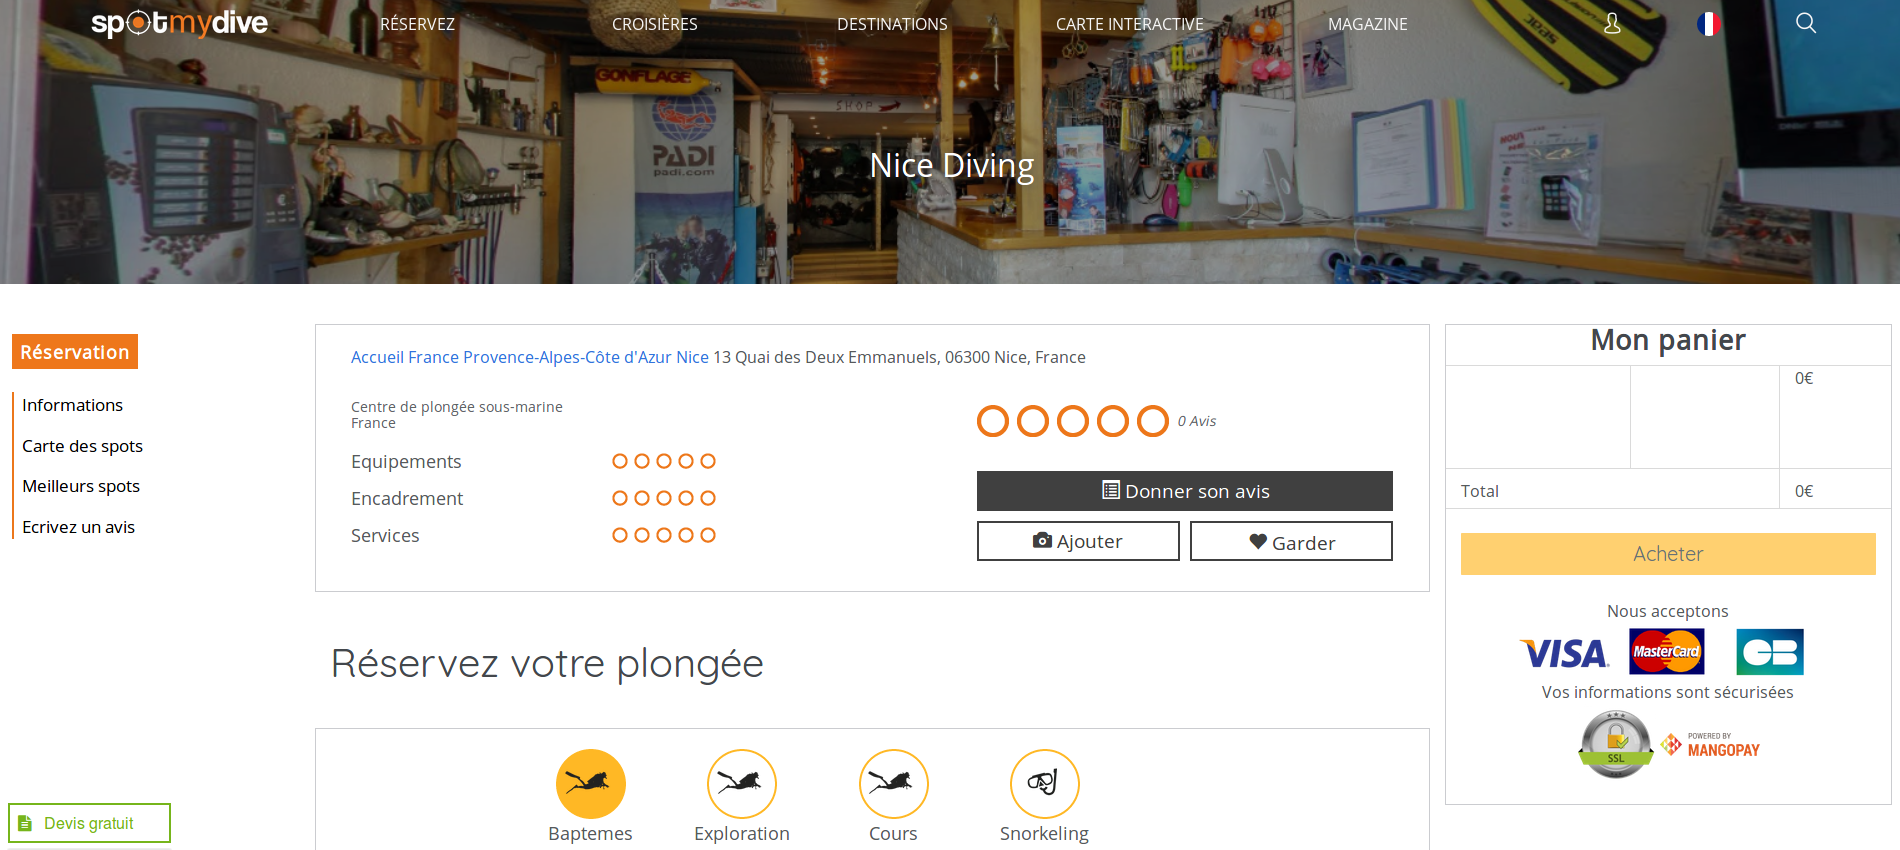 spotmydive
RÉSERVEZ
CROISIÈRES
DESTINATIONS
CARTE INTERACTIVE
MAGAZINE
GONFLAGE
SHOP
PADI
padi.com
Nice Diving
Réservation
Informations
Carte des spots
Meilleurs spots
Ecrivez un avis
Accueil France Provence-Alpes-Côte d'Azur Nice 13 Quai des Deux Emmanuels, 06300 Nice, France
Centre de plongée sous-marine
France
0 Avis
Equipements
Encadrement
Services
Donner son avis
Ajouter
Garder
Mon panier
0€
Total
0€
Acheter
Nous acceptons
VISA
MasterCard
CB
Vos informations sont sécurisées
SSL
POWERED BY
MANGOPAY
Réservez votre plongée
Baptemes
Exploration
Cours
Snorkeling
Devis gratuit